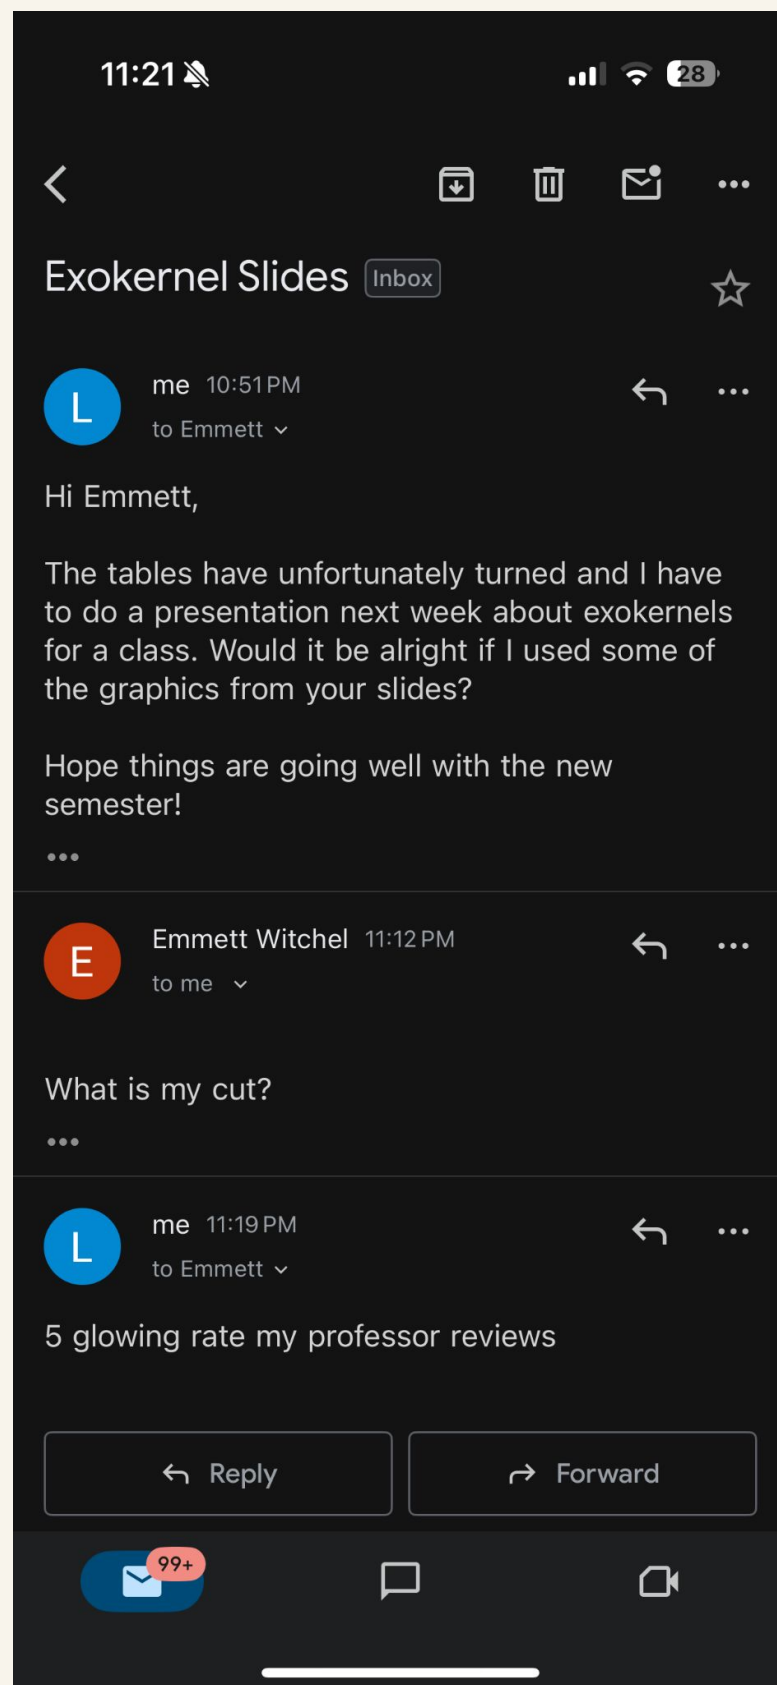 11:21
28
Exokernel Slides Inbox
L
me 10:51 PM
to Emmett
Hi Emmett,
The tables have unfortunately turned and I have
to do a presentation next week about exokernels
for a class. Would it be alright if I used some of
the graphics from your slides?
Hope things are going well with the new
semester!
E
Emmett Witchel 11:12 PM
to me
What is my cut?
L
me 11:19 PM
to Emmett
5 glowing rate my professor reviews
Reply
Forward
99+